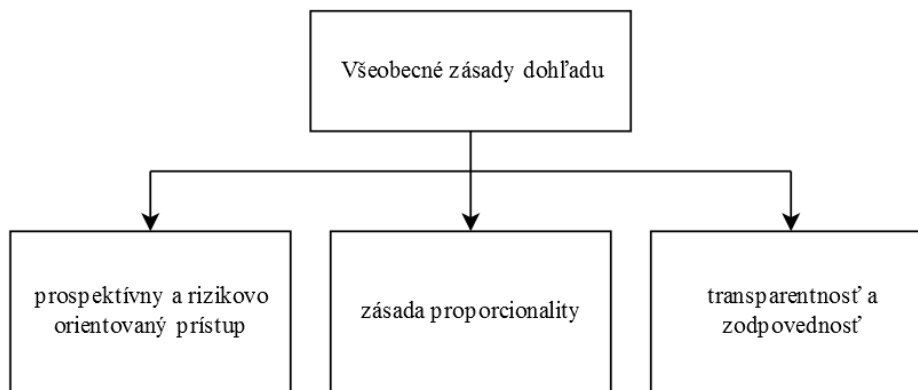 Všeobecné zásady dohľadu
prospektívny a rizikovo
orientovaný prístup
zásada proporcionality
transparentnosť a
zodpovednosť